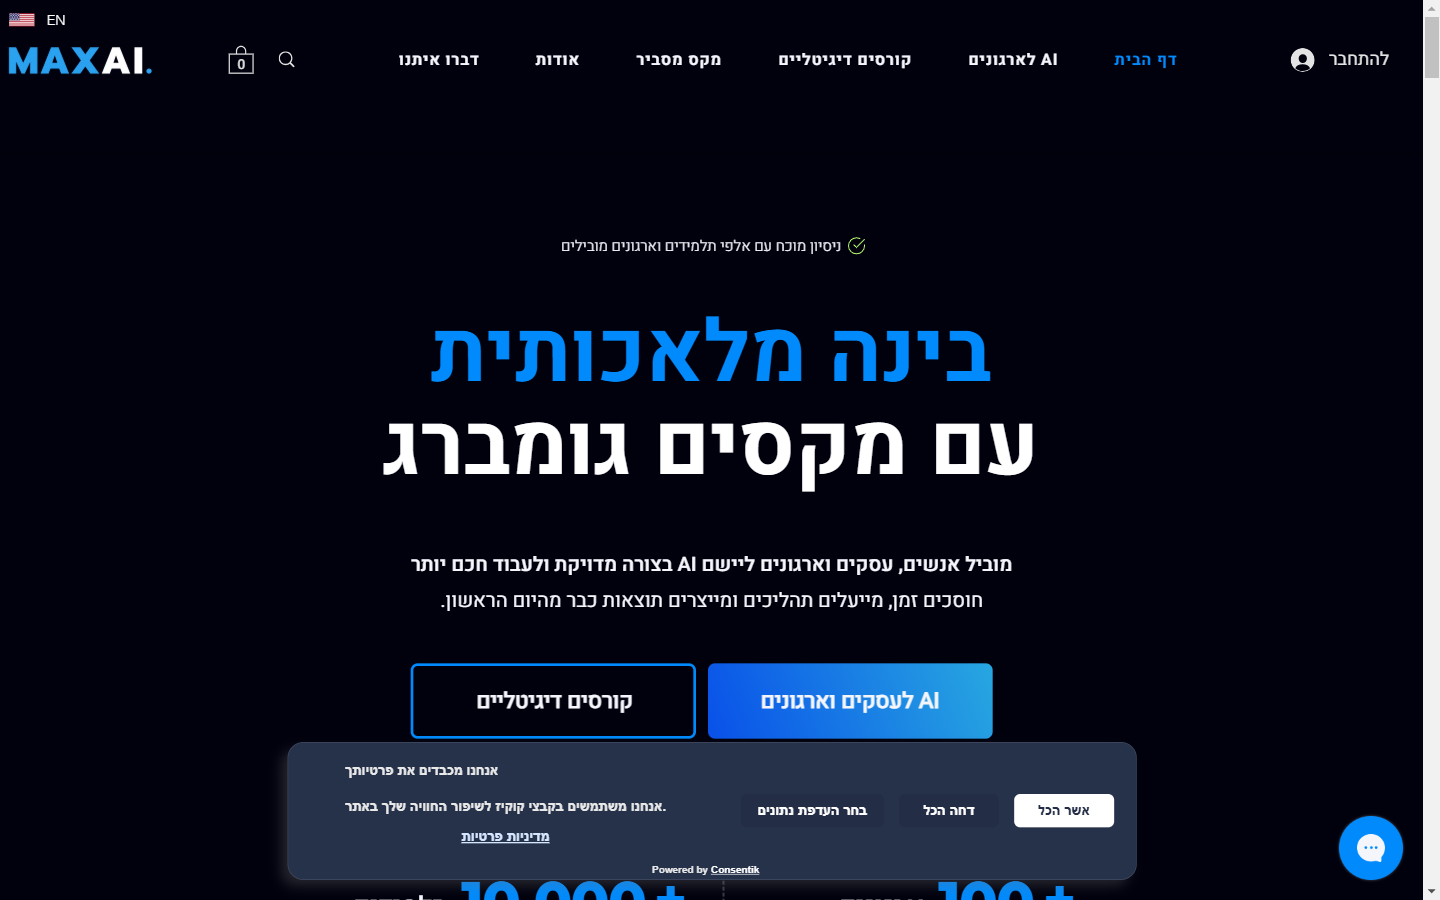 EN
MAXAI.
להתחבר
דף הבית
AI לארגונים
קורסים דיגיטליים
מקס מסביר
אודות
דברו איתנו
0
ניסיון מוכח עם אלפי תלמידים וארגונים מובילים
בינה מלאכותית
עם מקסים גומברג
מוביל אנשים, עסקים וארגונים ליישם AI בצורה מדויקת ולעבוד חכם יותר
חוסכים זמן, מייעלים תהליכים ומייצרים תוצאות כבר מהיום הראשון.
AI לעסקים וארגונים
קורסים דיגיטליים
אנחנו מכבדים את פרטיותך
אנחנו משתמשים בקבצי קוקיז לשיפור החוויה שלך באתר.
מדיניות פרטיות
אשר הכל
דחה הכל
בחר העדפת נתונים
Powered by Consentik
100+
10,000+